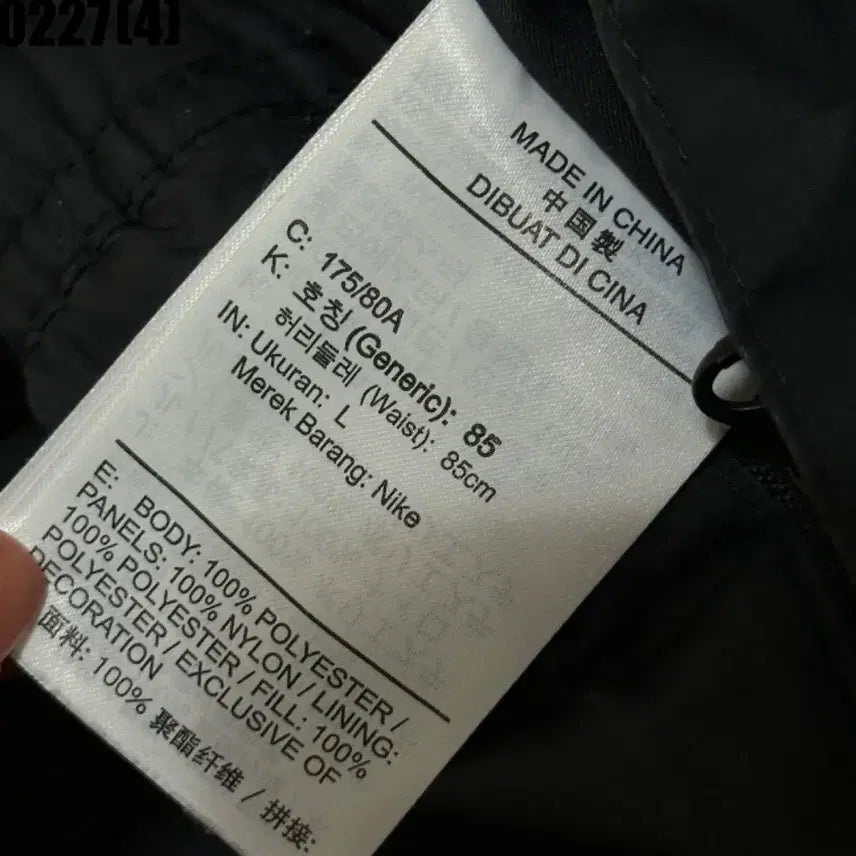 0227(4)
MADE IN CHINA
中国製
DIBUAT DI CINA
C: 175/80A
K: 호칭 (Generic): 85
허리둘레 (Waist): 85cm
IN: Ukuran: L
Merek Barang: Nike
E: BODY: 100% POLYESTER /
PANELS: 100% NYLON / LINING:
100% POLYESTER / FILL: 100%
POLYESTER / EXCLUSIVE OF
DECORATION
面料: 100% 聚酯纤维 / 拼接: